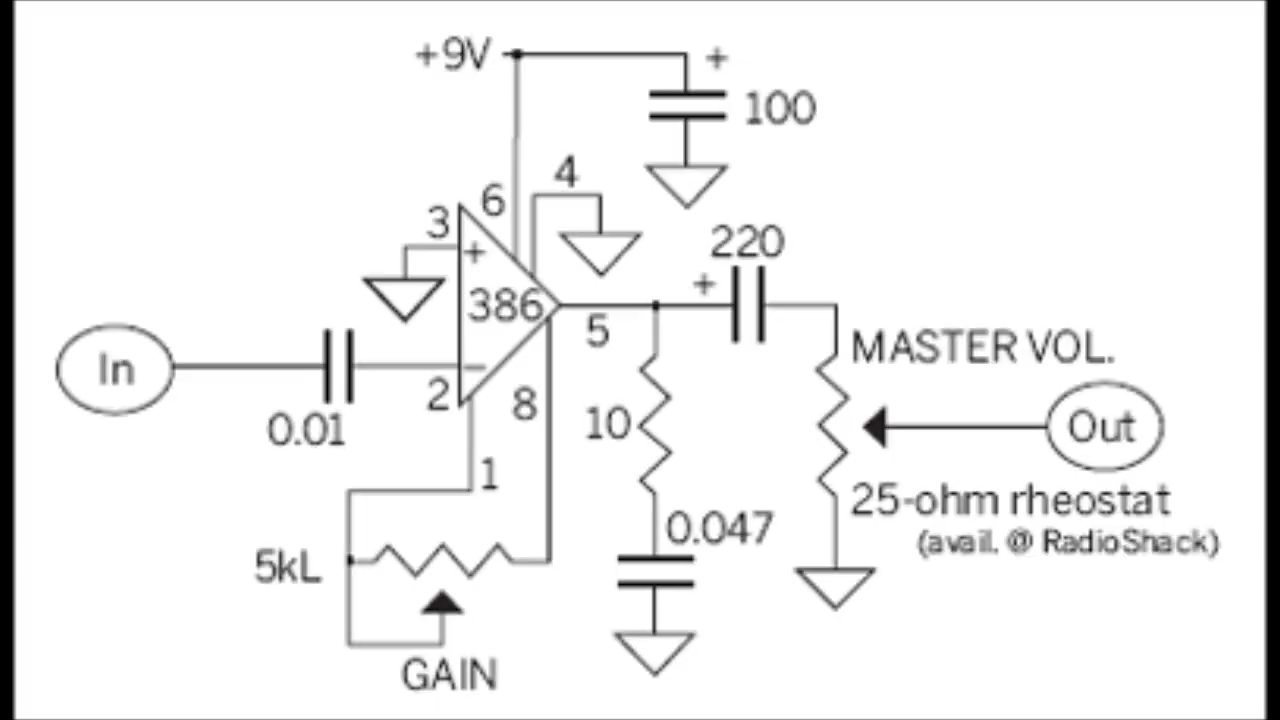 +9V
+
100
4
6
3
+
220
+
386
5
MASTER VOL.
In
−
2
8
0.01
10
Out
1
25-ohm rheostat
(avail. @ RadioShack)
0.047
5kL
GAIN